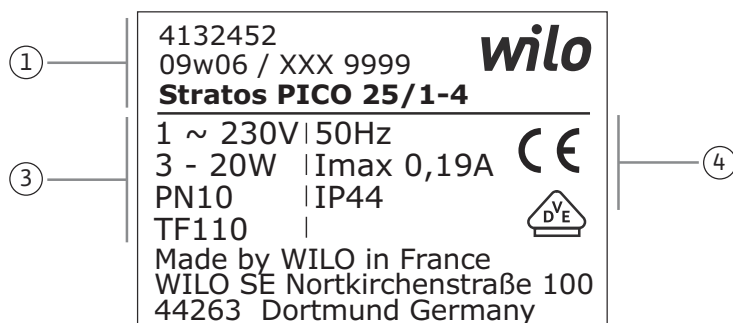 4132452
09w06 / XXX 9999
wilo
Stratos PICO 25/1-4
1 ~ 230V 50Hz
3 - 20W Imax 0,19A
CE
PN10 IP44
DVE
TF110
Made by WILO in France
WILO SE Nortkirchenstraße 100
44263 Dortmund Germany
1
3
4